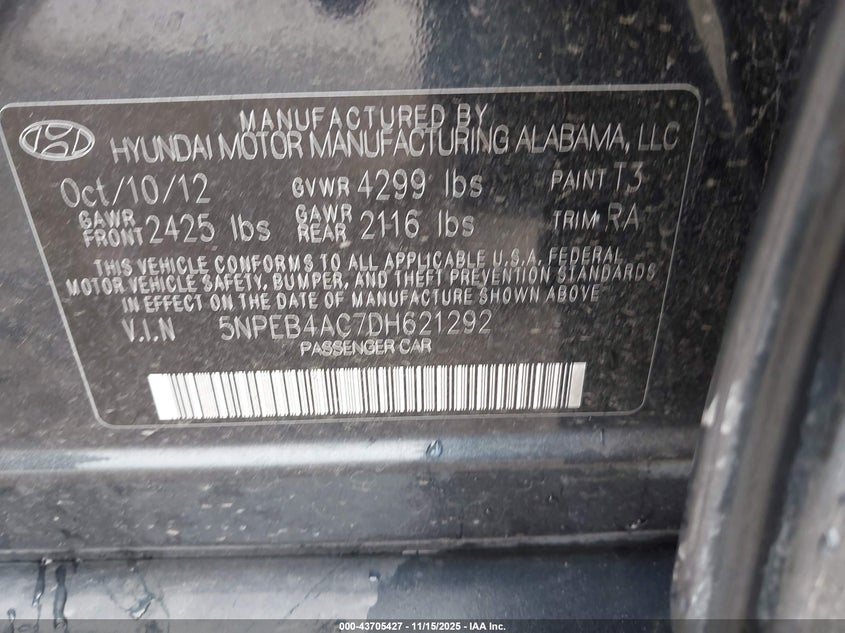 MANUFACTURED BY
HYUNDAI MOTOR MANUFACTURING ALABAMA, LLC
Oct/10/12 GVWR 4299 lbs PAINT T3
GAWR FRONT 2425 lbs GAWR REAR 2116 lbs TRIM RA
THIS VEHICLE CONFORMS TO ALL APPLICABLE U.S.A. FEDERAL
MOTOR VEHICLE SAFETY, BUMPER, AND THEFT PREVENTION STANDARDS
IN EFFECT ON THE DATE OF MANUFACTURE SHOWN ABOVE.
V.I.N 5NPEB4AC7DH621292
PASSENGER CAR
000-43705427 - 11/15/2025 - IAA Inc.